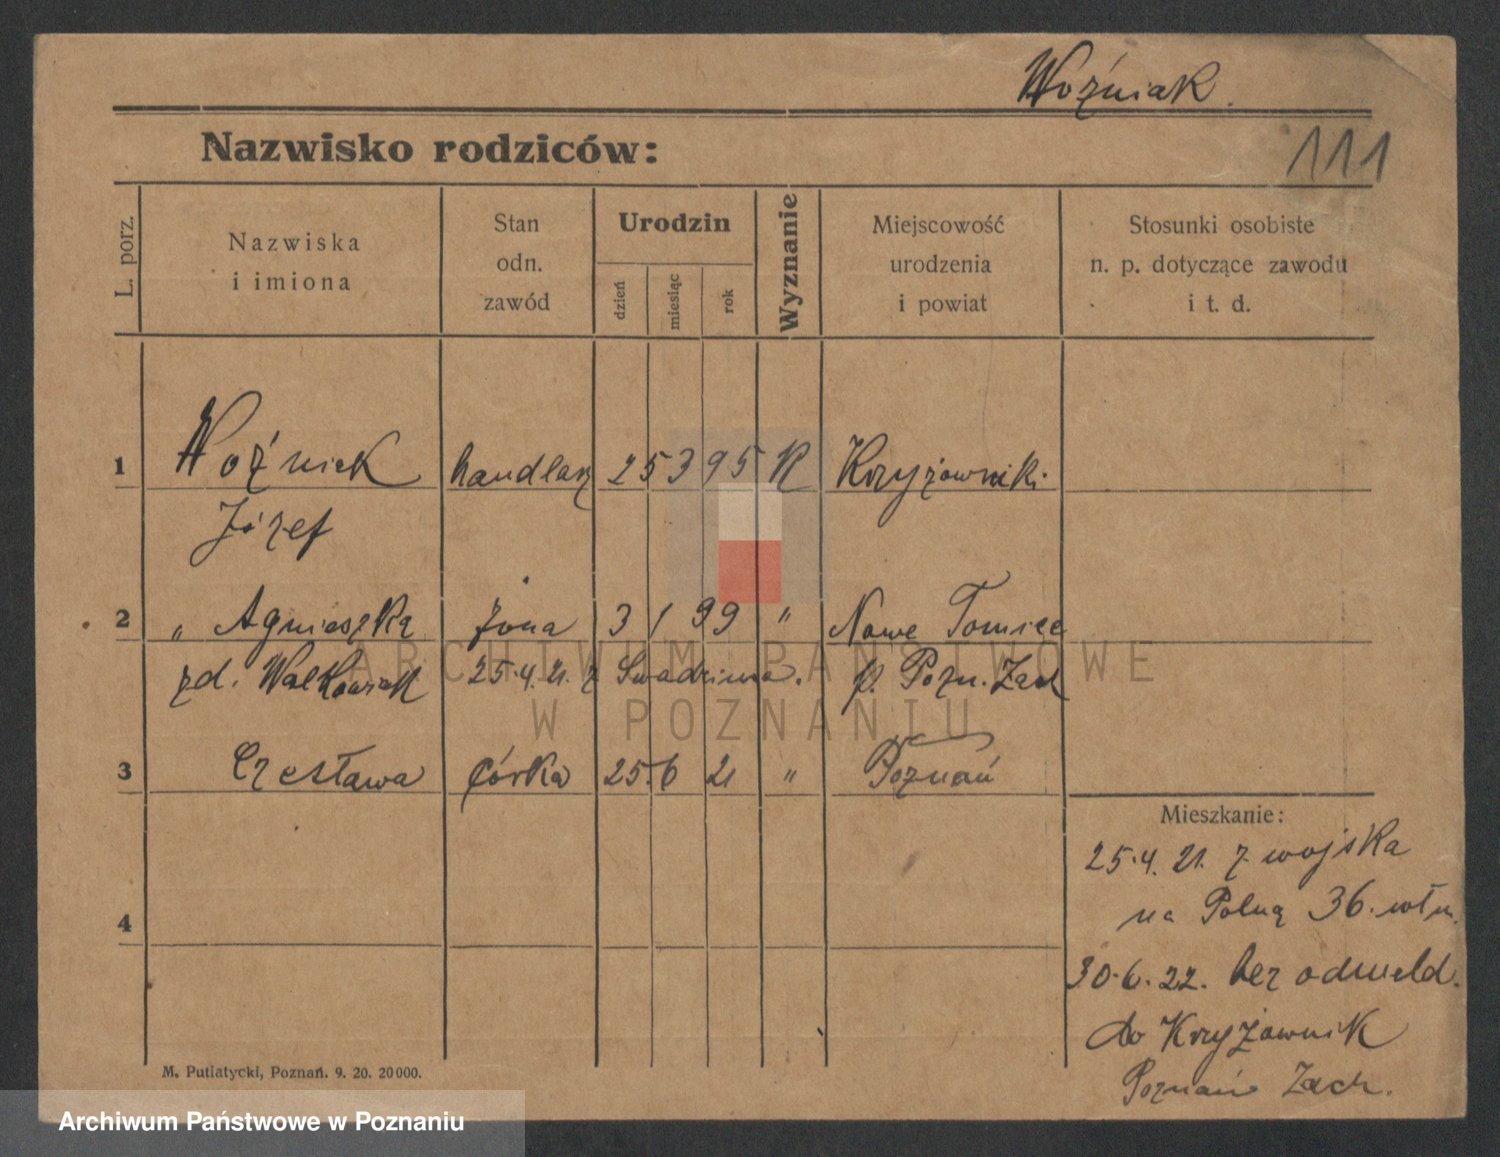 Woźniak.
Nazwisko rodziców:
111
L. porz.
Nazwiska
i imiona
Stan
odn.
zawód
Urodzin
dzień
miesiąc
rok
Wyznanie
Miejscowość
urodzenia
i powiat
Stosunki osobiste
n. p. dotyczące zawodu
i t. d.
1 Woźniak handlarz 25 3 95 K Krzyżowniki
Józef
2 „ Agnieszka żona 3 1 99 „ Nowe
zd. Walkowiak 25.4.21. z Swadzima. p. Pozn. Zach
3 Czesława córka 25.6 21 „ Poznań
Mieszkanie:
25.4.21. z wojska
na Polną 36.
4
30.6.22. bez odmeld.
do Krzyżownik
Poznań Zach.
M. Putiatycki, Poznań. 9. 20. 20000.
ARCHIWUM PAŃSTWOWE
W POZNANIU
Archiwum Państwowe w Poznaniu